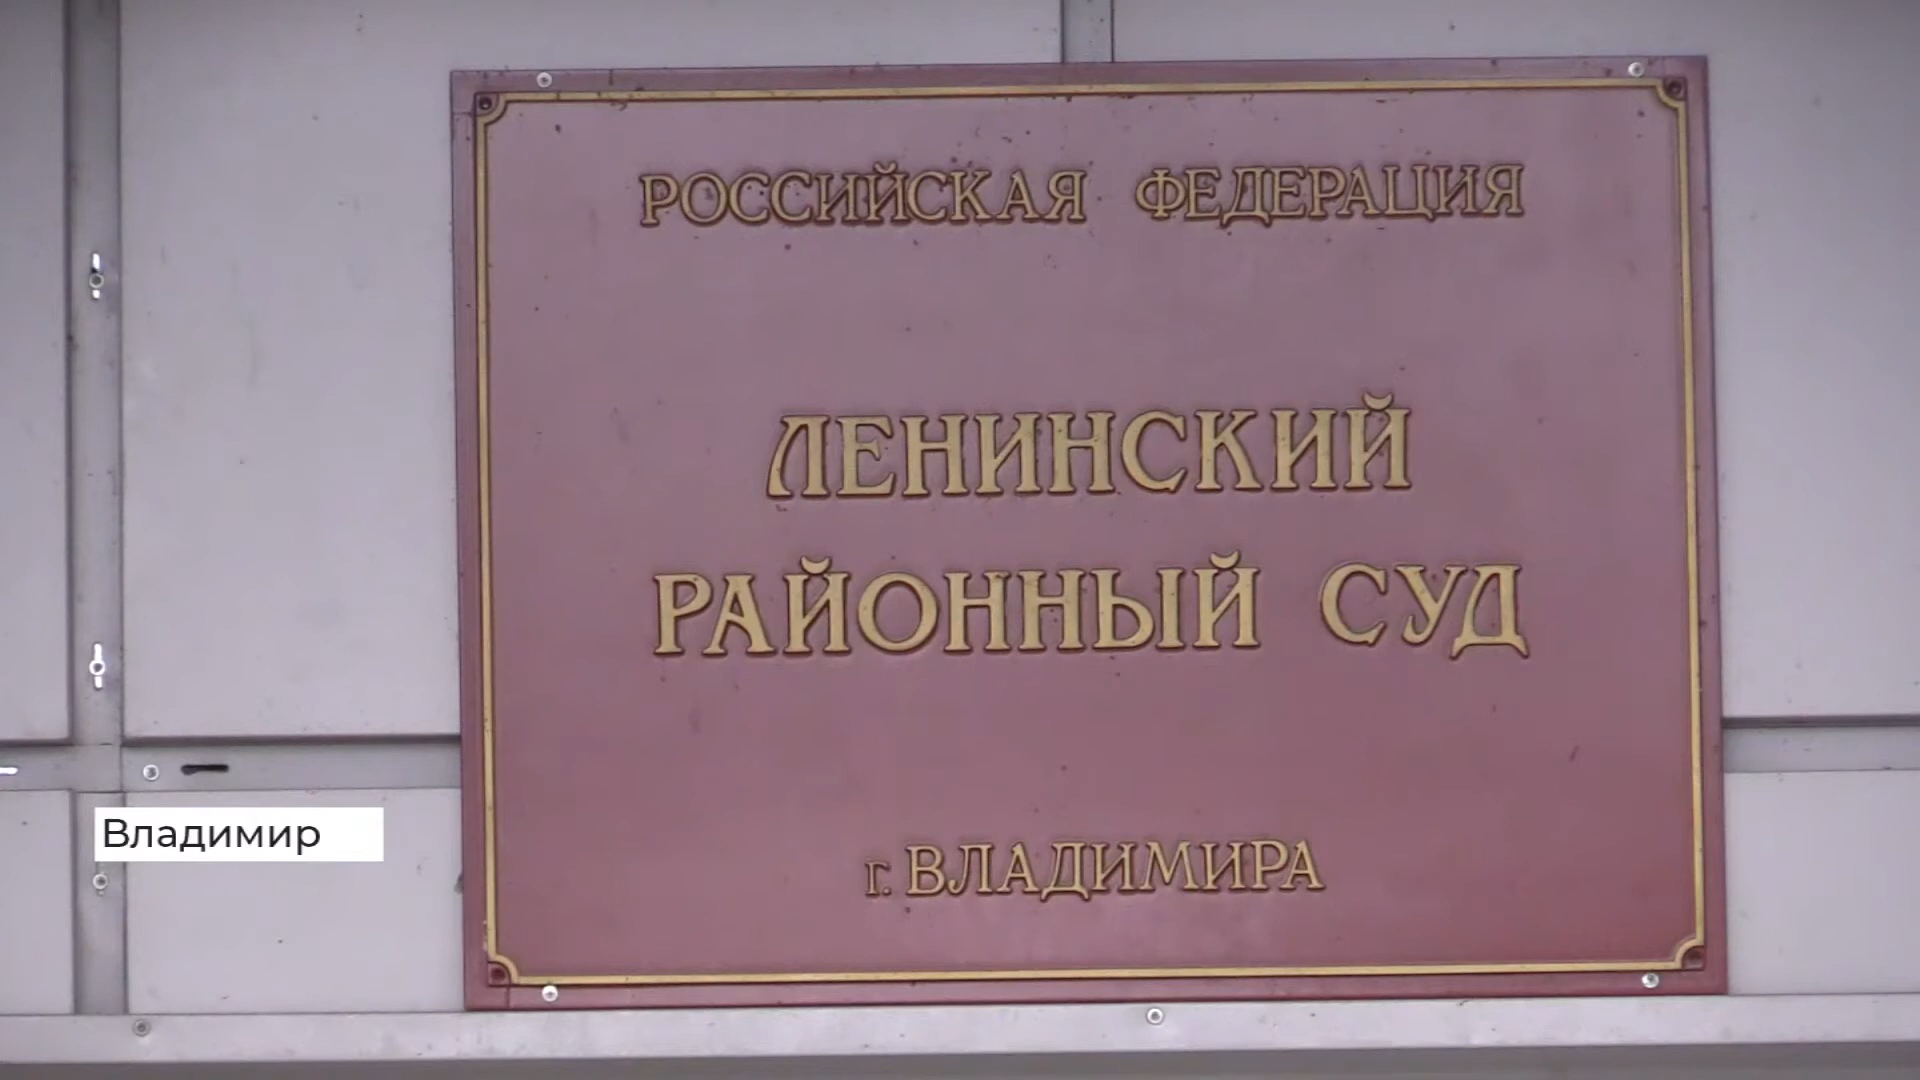 РОССИЙСКАЯ ФЕДЕРАЦИЯ
ЛЕНИНСКИЙ
РАЙОННЫЙ СУД
г. ВЛАДИМИРА
Владимир